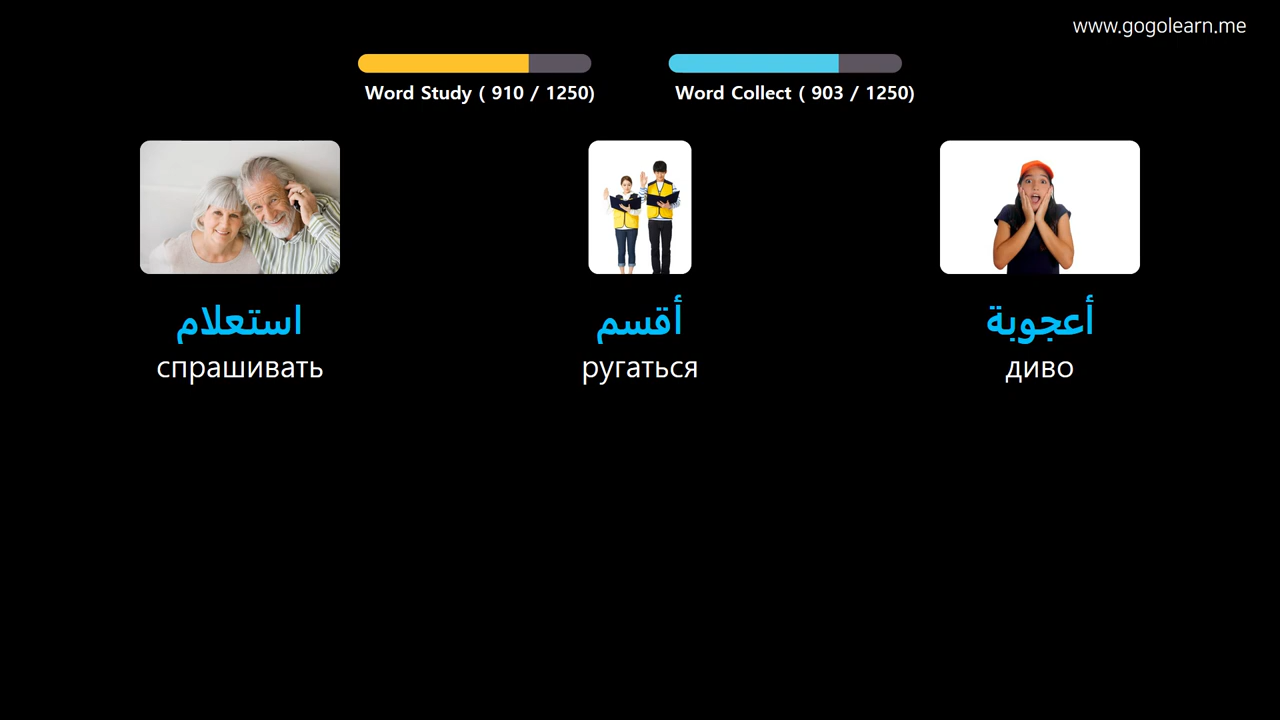 www.gogolearn.me
Word Study ( 910 / 1250)
Word Collect ( 903 / 1250)
استعلام
спрашивать
أقسم
ругаться
أعجوبة
диво